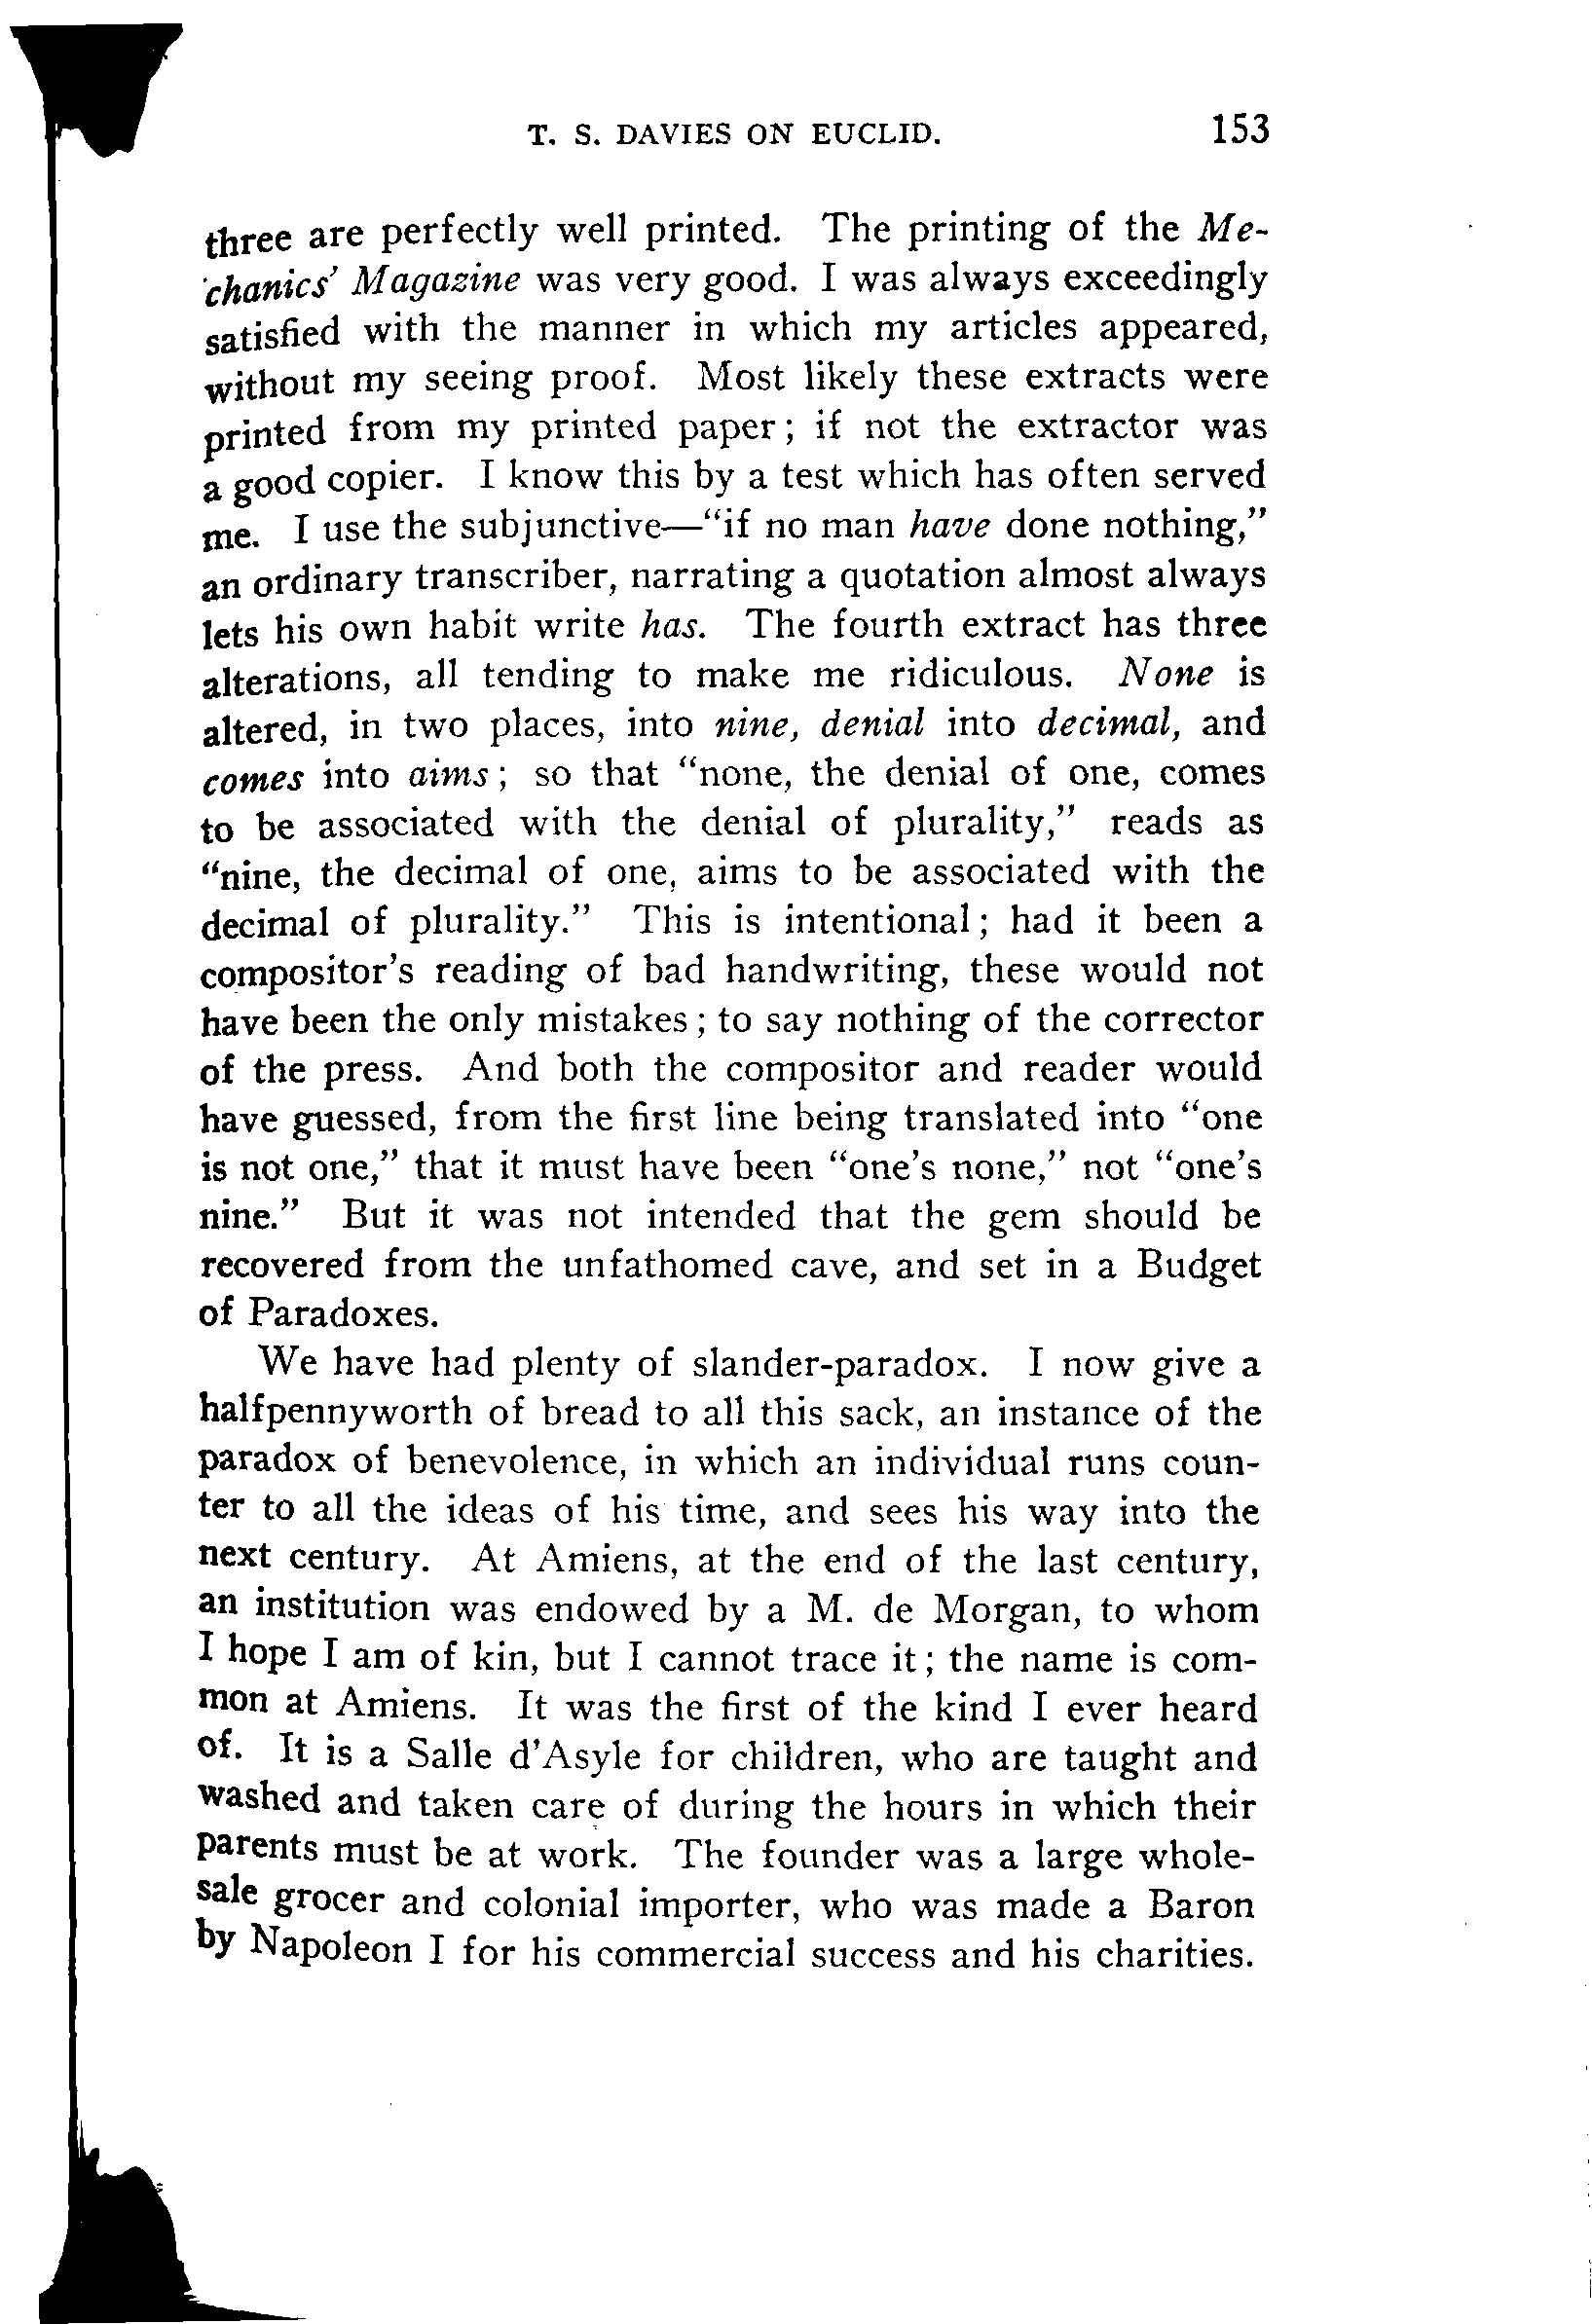 T. S. DAVIES ON EUCLID. 153
three are perfectly well printed. The printing of the Me-
chanics' Magazine was very good. I was always exceedingly
satisfied with the manner in which my articles appeared,
without my seeing proof. Most likely these extracts were
printed from my printed paper; if not the extractor was
a good copier. I know this by a test which has often served
me. I use the subjunctive—"if no man have done nothing,"
an ordinary transcriber, narrating a quotation almost always
lets his own habit write has. The fourth extract has three
alterations, all tending to make me ridiculous. None is
altered, in two places, into nine, denial into decimal, and
comes into aims; so that "none, the denial of one, comes
to be associated with the denial of plurality," reads as
"nine, the decimal of one, aims to be associated with the
decimal of plurality." This is intentional; had it been a
compositor's reading of bad handwriting, these would not
have been the only mistakes; to say nothing of the corrector
of the press. And both the compositor and reader would
have guessed, from the first line being translated into "one
is not one," that it must have been "one's none," not "one's
nine." But it was not intended that the gem should be
recovered from the unfathomed cave, and set in a Budget
of Paradoxes.
We have had plenty of slander-paradox. I now give a
halfpennyworth of bread to all this sack, an instance of the
paradox of benevolence, in which an individual runs coun-
ter to all the ideas of his time, and sees his way into the
next century. At Amiens, at the end of the last century,
an institution was endowed by a M. de Morgan, to whom
I hope I am of kin, but I cannot trace it; the name is com-
mon at Amiens. It was the first of the kind I ever heard
of. It is a Salle d'Asyle for children, who are taught and
washed and taken care of during the hours in which their
parents must be at work. The founder was a large whole-
sale grocer and colonial importer, who was made a Baron
by Napoleon I for his commercial success and his charities.